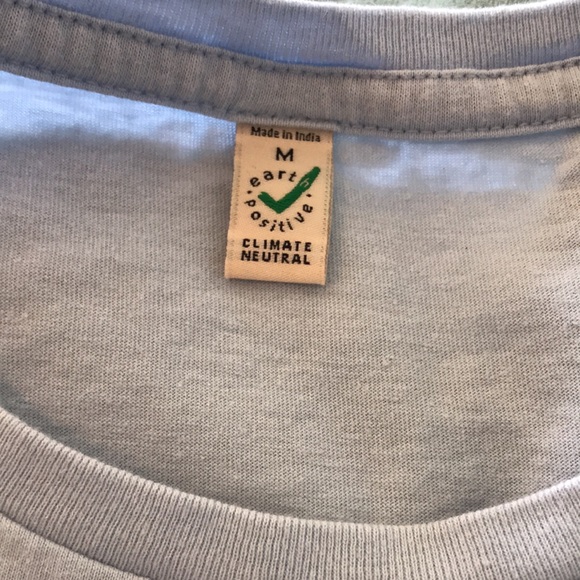 Made in India
M
earth
positive
CLIMATE
NEUTRAL